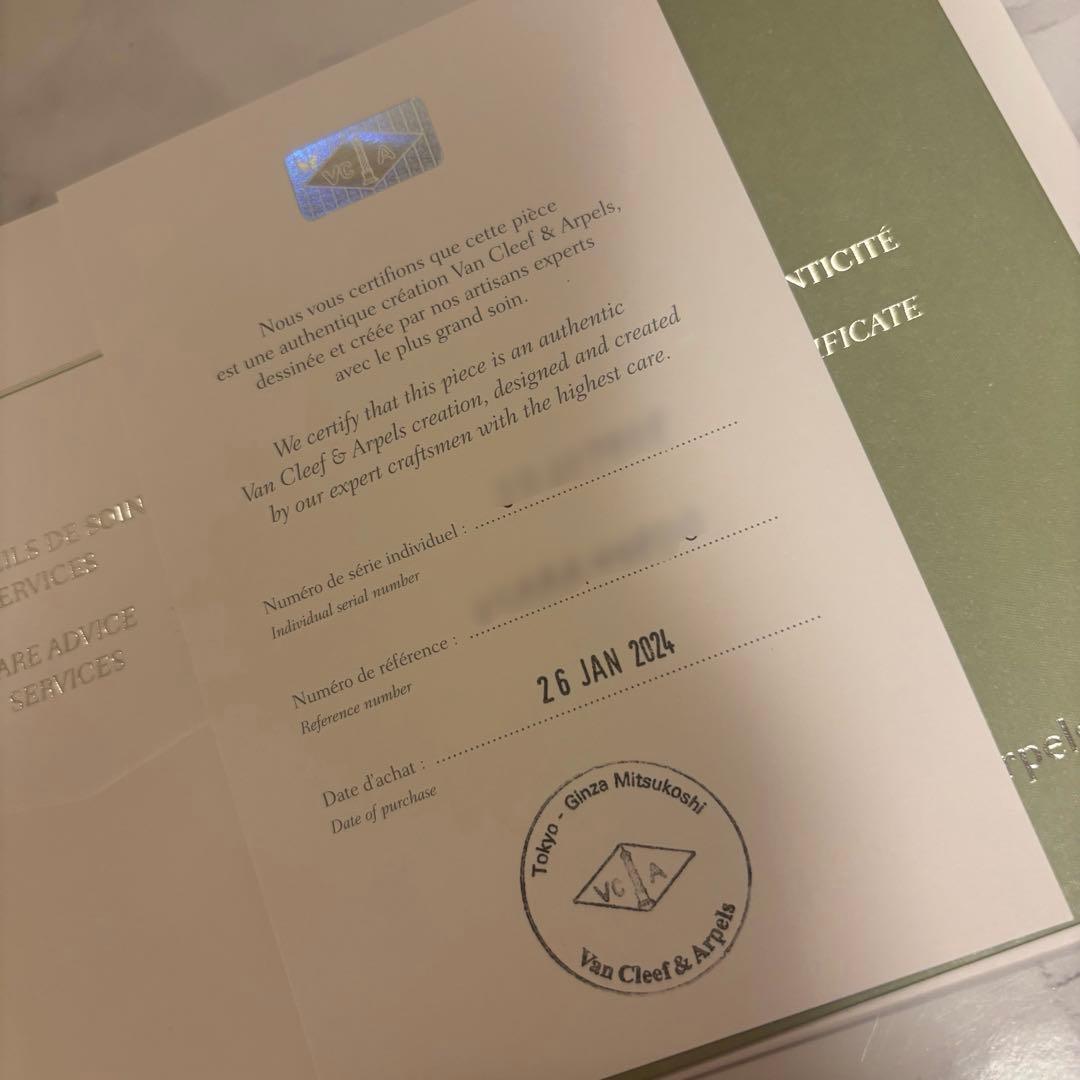 VC A
Nous vous certifions que cette pièce
est une authentique création Van Cleef & Arpels,
dessinée et créée par nos artisans experts
avec le plus grand soin.
We certify that this piece is an authentic
Van Cleef & Arpels creation, designed and created
by our expert craftsmen with the highest care.
Numéro de série individuel :
Individual serial number
Numéro de référence :
Reference number
26 JAN 2024
Date d'achat :
Date of purchase
Tokyo - Ginza Mitsukoshi
VC A
Van Cleef & Arpels
ILS DE SOIN
ERVICES
ARE ADVICE
SERVICES
NTICITÉ
IFICATE
rpels